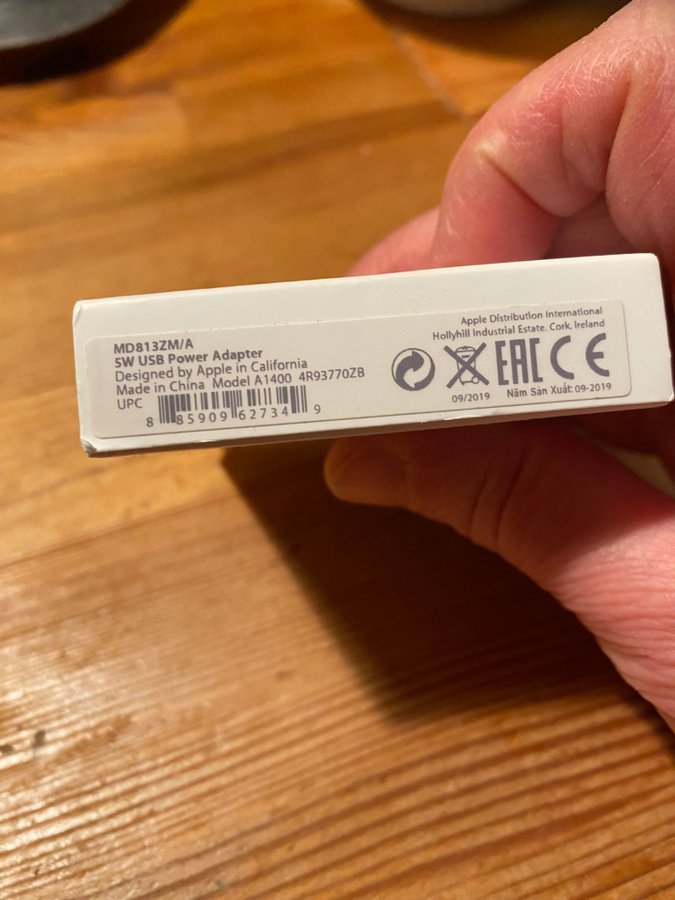 MD813ZM/A
5W USB Power Adapter
Designed by Apple in California
Made in China Model A1400 4R93770ZB
UPC
8 85909 62734 9
Apple Distribution International
Hollyhill Industrial Estate, Cork, Ireland
EAC CE
09/2019 Năm Sản Xuất: 09-2019